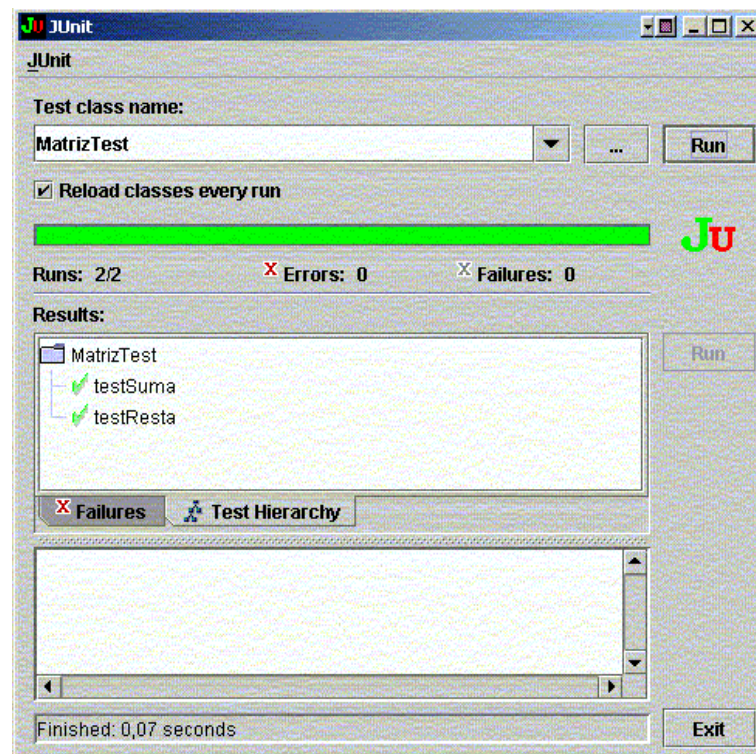 JU JUnit
JUnit
Test class name:
MatrizTest ... Run
Reload classes every run
JU
Runs: 2/2 X Errors: 0 X Failures: 0
Results:
MatrizTest Run
testSuma
testResta
X Failures Test Hierarchy
Finished: 0,07 seconds Exit